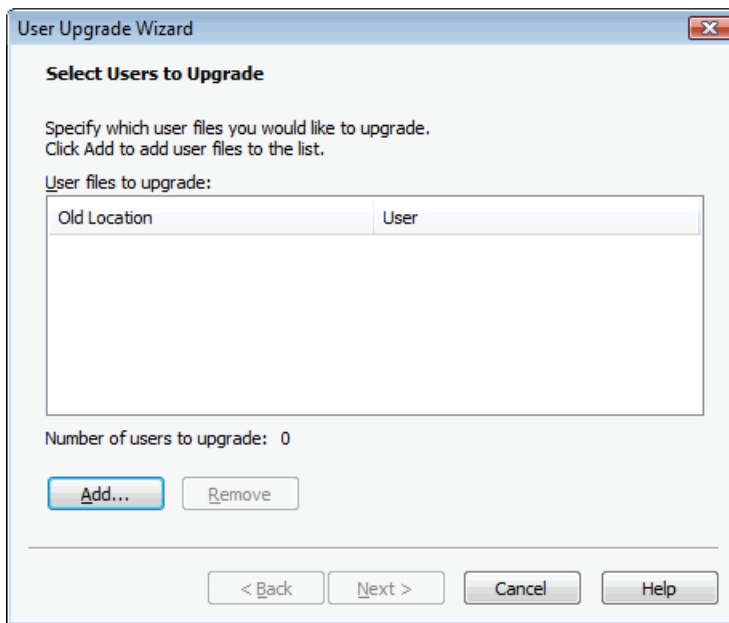 User Upgrade Wizard
Select Users to Upgrade
Specify which user files you would like to upgrade.
Click Add to add user files to the list.
User files to upgrade:
Old Location User
Number of users to upgrade: 0
Add... Remove
< Back Next > Cancel Help